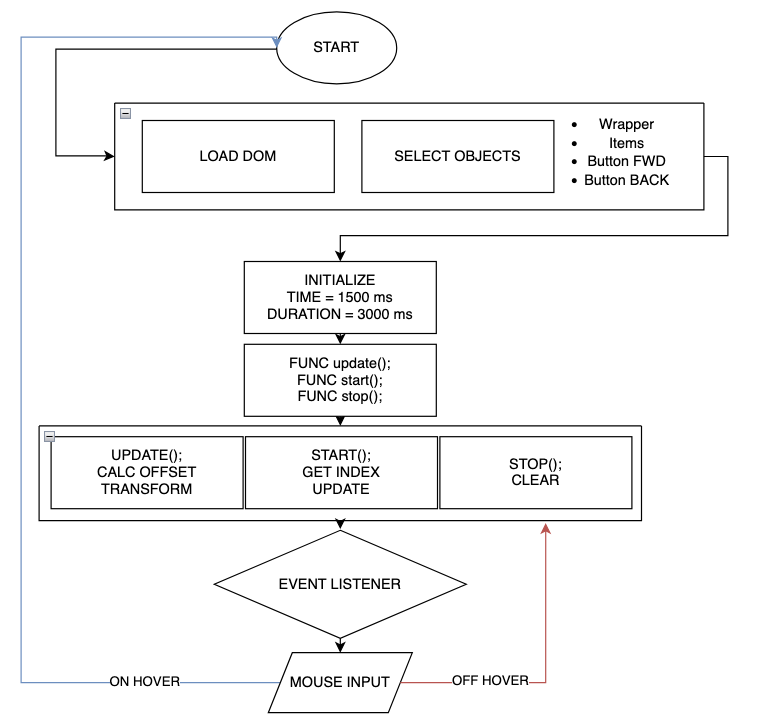 START
LOAD DOM
SELECT OBJECTS
• Wrapper
• Items
• Button FWD
• Button BACK
INITIALIZE
TIME = 1500 ms
DURATION = 3000 ms
FUNC update();
FUNC start();
FUNC stop();
UPDATE();
CALC OFFSET
TRANSFORM
START();
GET INDEX
UPDATE
STOP();
CLEAR
EVENT LISTENER
ON HOVER
MOUSE INPUT
OFF HOVER